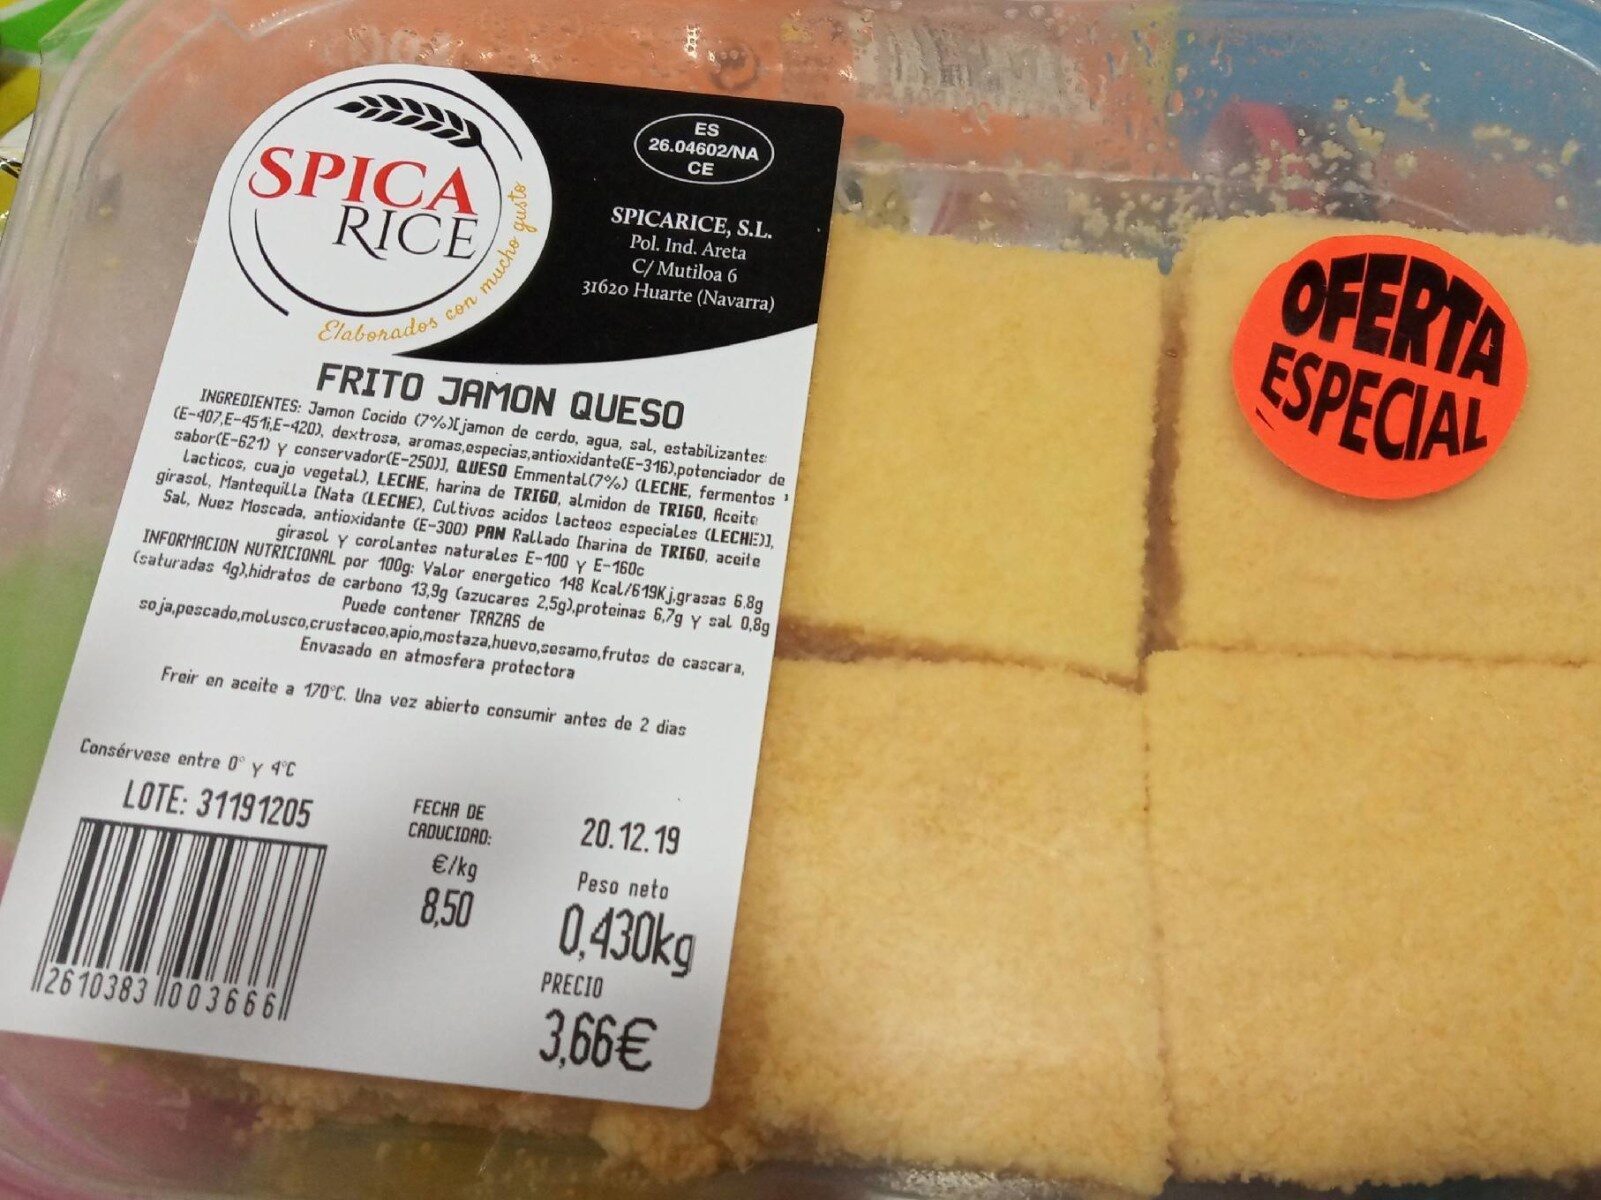 SPICA
RICE
Elaborados con mucho gusto
ES
26.04602/NA
CE
SPICARICE, S.L.
Pol. Ind. Areta
C/ Mutiloa 6
31620 Huarte (Navarra)
OFERTA
ESPECIAL
FRITO JAMON QUESO
INGREDIENTES: Jamon Cocido (7%)[jamon de cerdo, agua, sal, estabilizantes
(E-407,E-451i,E-420), dextrosa, aromas,especias,antioxidante(E-316),potenciador de
sabor(E-621) y conservador(E-250)], QUESO Emmental(7%) (LECHE, fermentos
Lacticos, cuajo vegetal), LECHE, harina de TRIGO, almidon de TRIGO, Aceite
girasol, Mantequilla [Nata (LECHE), Cultivos acidos Lacteos especiales (LECHE)],
Sal, Nuez Moscada, antioxidante (E-300) PAN Rallado [harina de TRIGO, aceite
girasol y corolantes naturales E-100 y E-160c
INFORMACION NUTRICIONAL por 100g: Valor energetico 148 Kcal/619Kj,grasas 6.8g
(saturadas 4g),hidratos de carbono 13,9g (azucares 2,5g),proteinas 6,7g y sal 0,8g
Puede contener TRAZAS de
soja,pescado,molusco,crustaceo,apio,mostaza,huevo,sesamo,frutos de cascara,
Envasado en atmosfera protectora
Freir en aceite a 170°C. Una vez abierto consumir antes de 2 dias
Consérvese entre 0° y 4°C
LOTE: 31191205
FECHA DE
CADUCIDAD:
20.12.19
€/kg
8,50
Peso neto
0,430kg
PRECIO
3,66€
2610383 003666